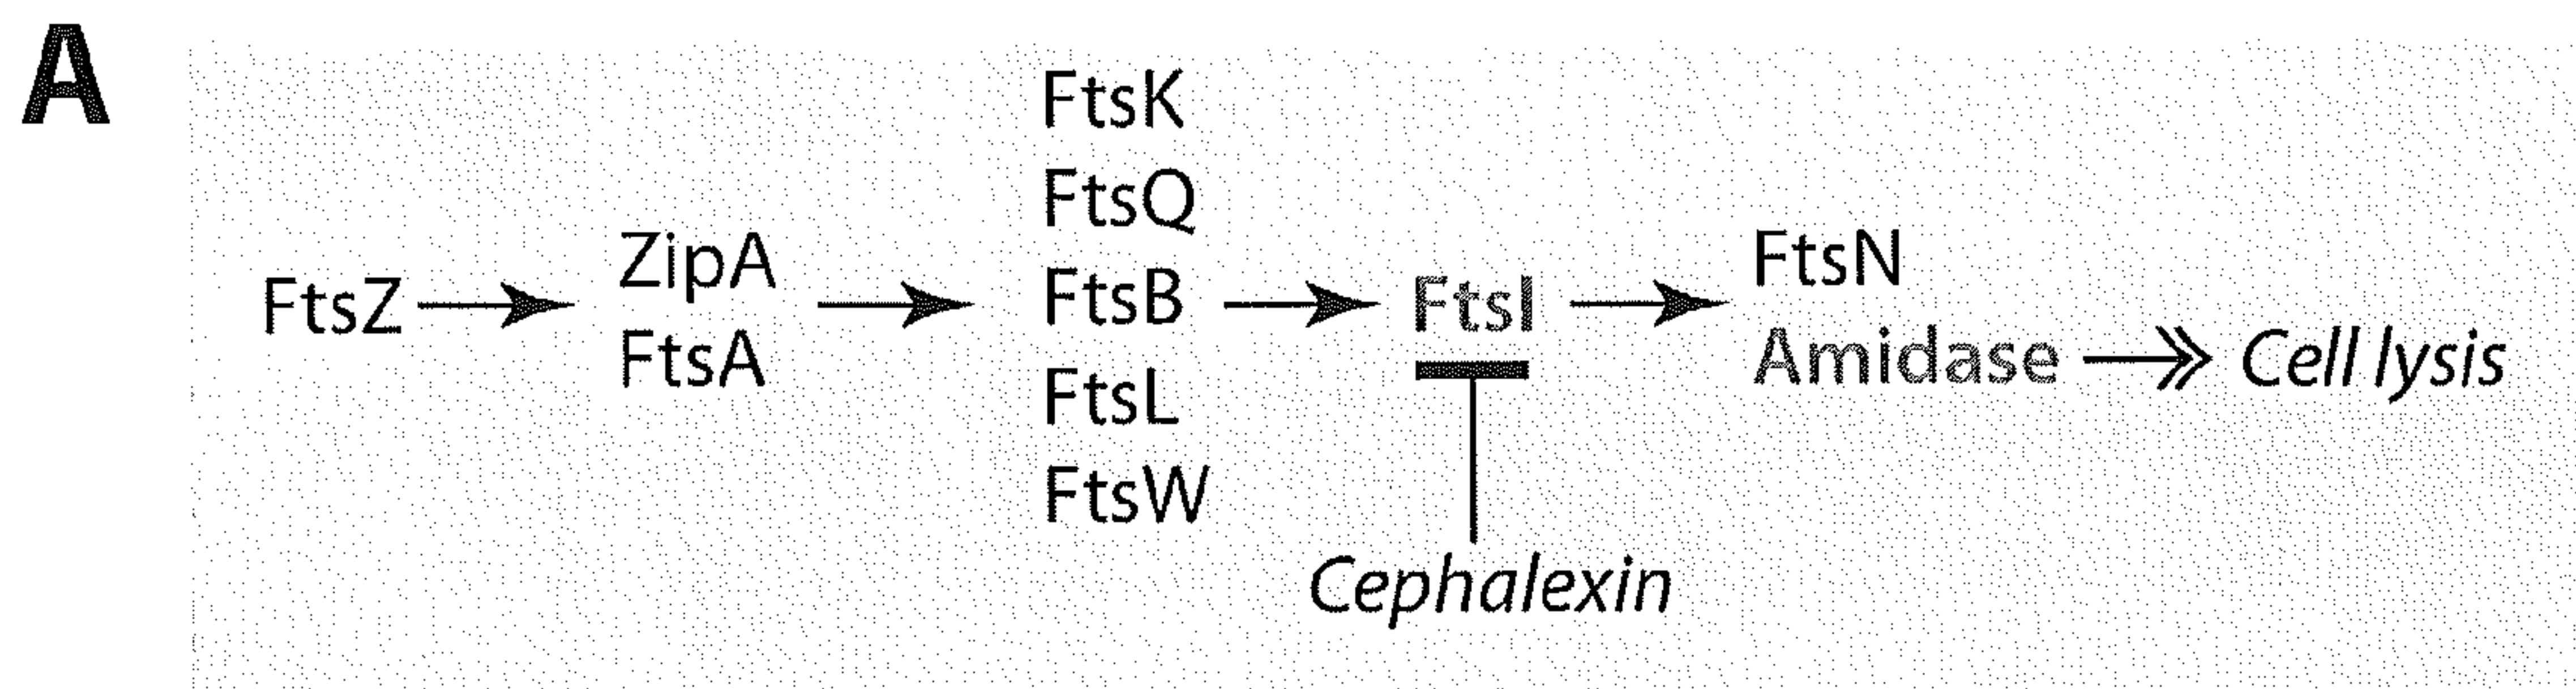 A
FtsZ
ZipA
FtsA
FtsK
FtsQ
FtsB
FtsL
FtsW
FtsI
Cephalexin
FtsN
Amidase
Cell lysis